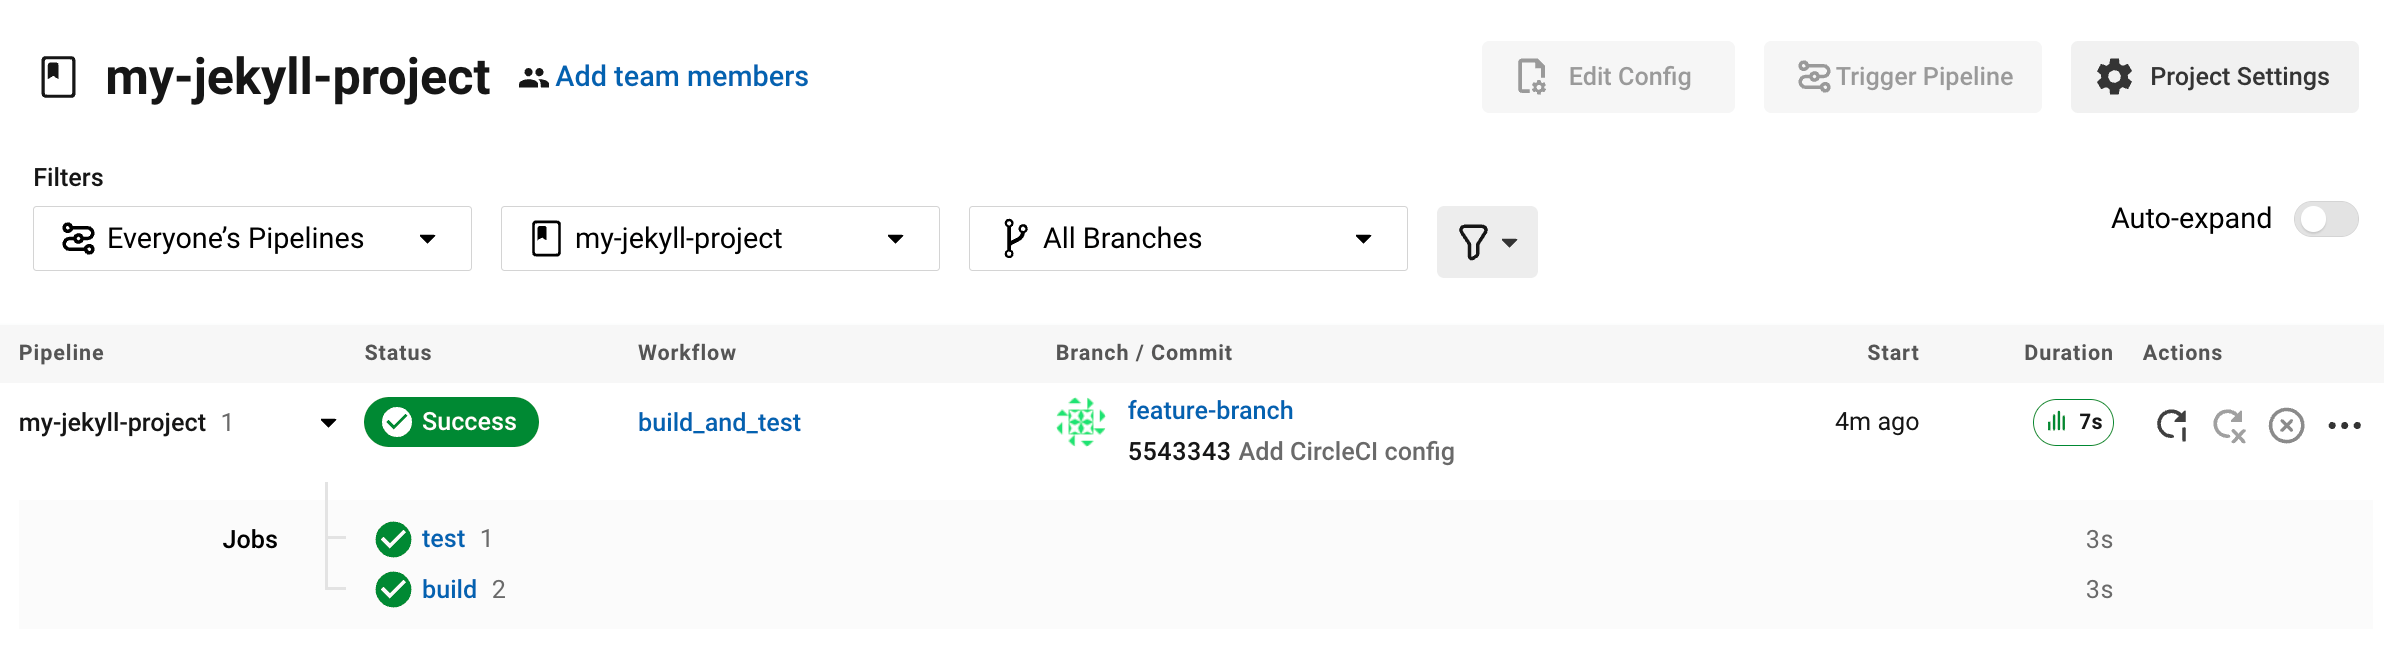 my-jekyll-project Add team members Edit Config Trigger Pipeline Project Settings
Filters
Everyone’s Pipelines my-jekyll-project All Branches Auto-expand
Pipeline Status Workflow Branch / Commit Start Duration Actions
my-jekyll-project 1 Success build_and_test feature-branch 4m ago 7s
5543343 Add CircleCI config
Jobs test 1 3s
build 2 3s